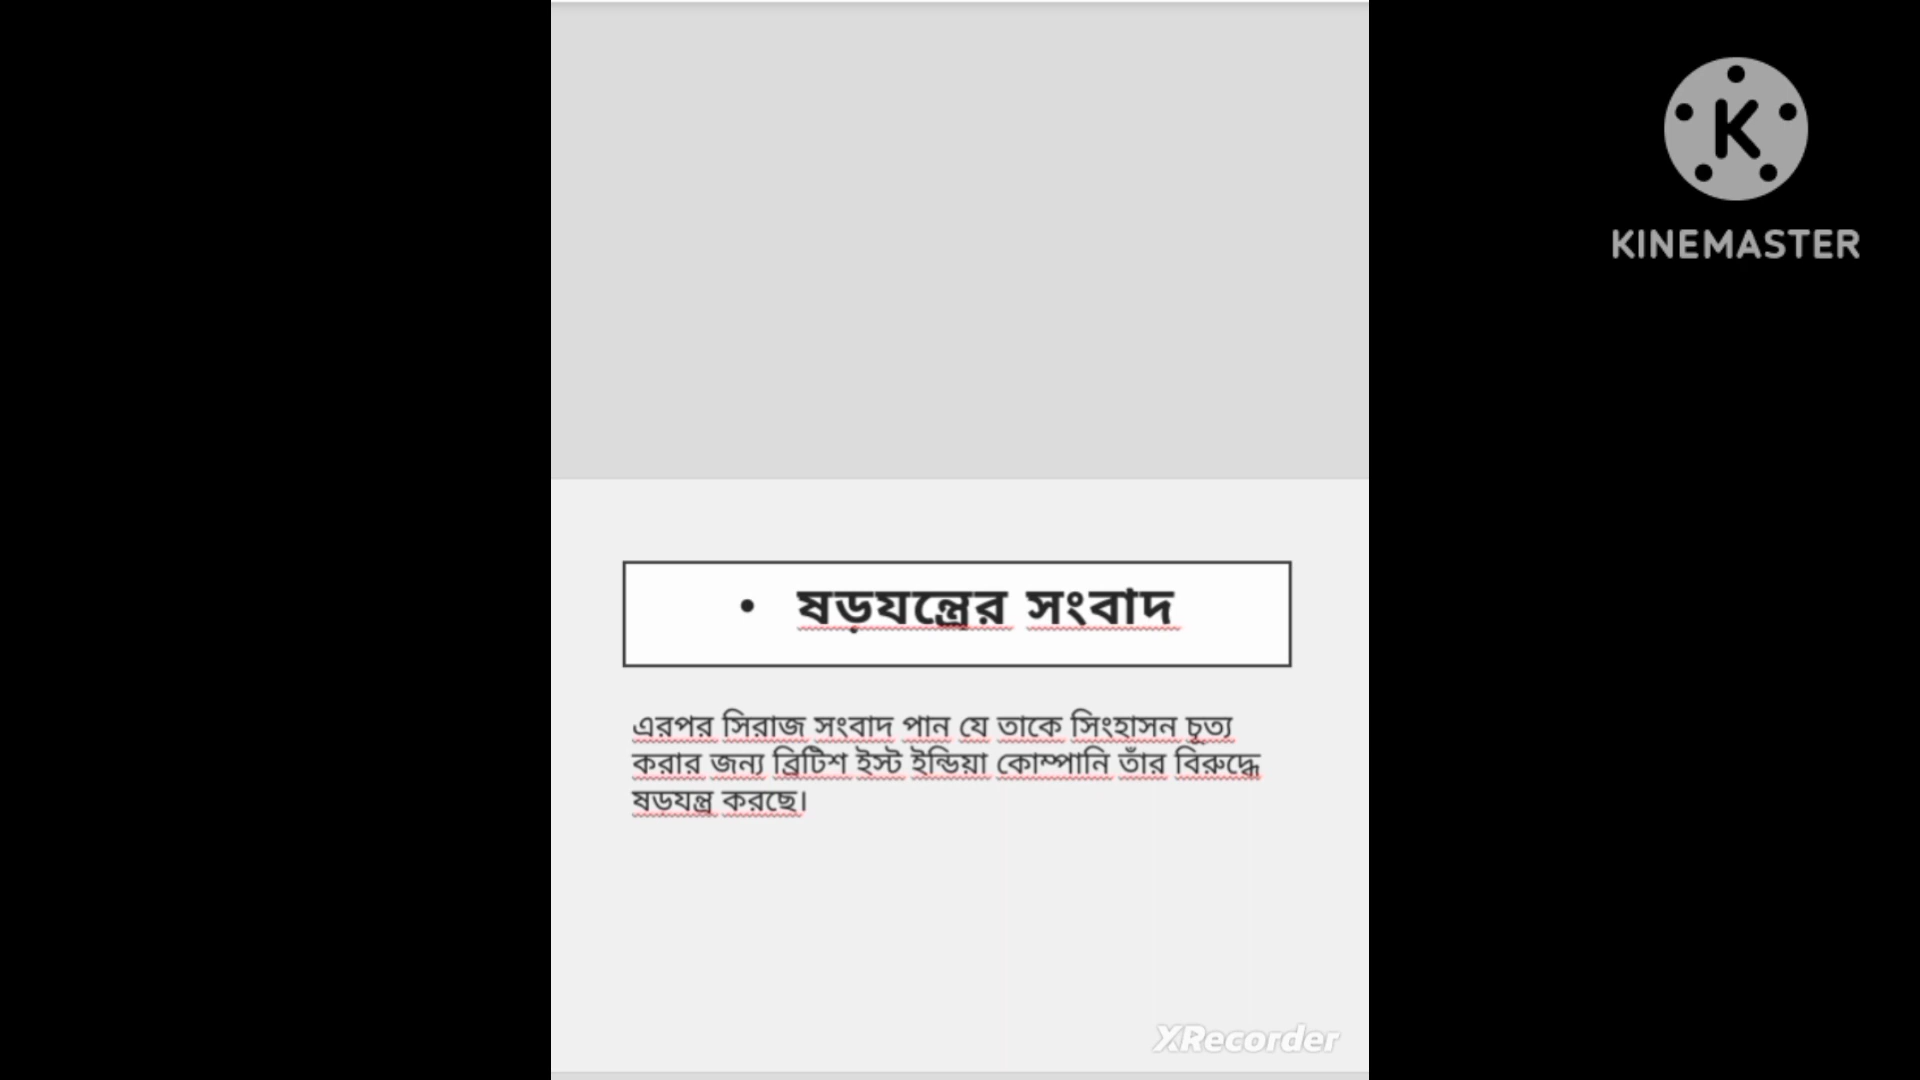 KINEMASTER
• ষড়যন্ত্রের সংবাদ
এরপর সিরাজ সংবাদ পান যে তাকে সিংহাসন চূত্য
করার জন্য ব্রিটিশ ইস্ট ইন্ডিয়া কোম্পানি তাঁর বিরুদ্ধে
ষড়যন্ত্র করছে।
XRecorder